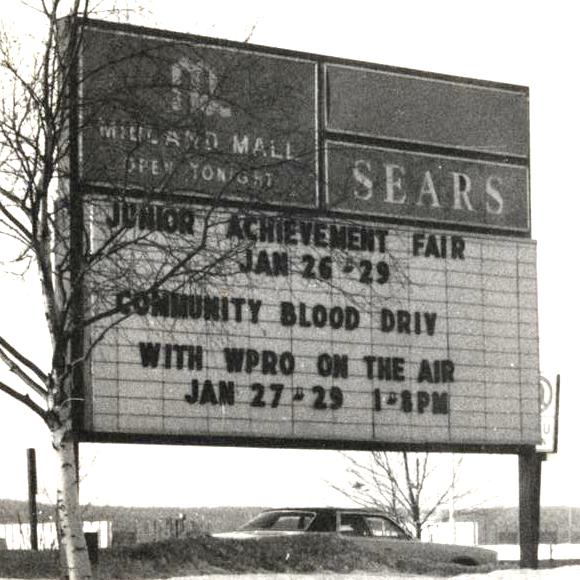 MIDLAND MALL
OPEN TONIGHT
SEARS
JUNIOR ACHIEVEMENT FAIR
JAN 26-29
COMMUNITY BLOOD DRIV
WITH WPRO ON THE AIR
JAN 27-29 1-8PM